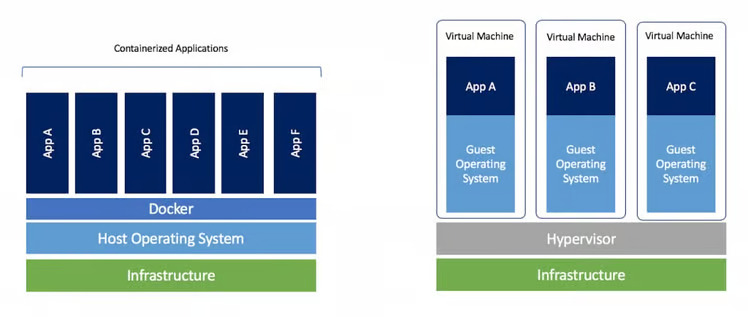 Containerized Applications
App A
App B
App C
App D
App E
App F
Docker
Host Operating System
Infrastructure
Virtual Machine
App A
Guest
Operating
System
Virtual Machine
App B
Guest
Operating
System
Virtual Machine
App C
Guest
Operating
System
Hypervisor
Infrastructure